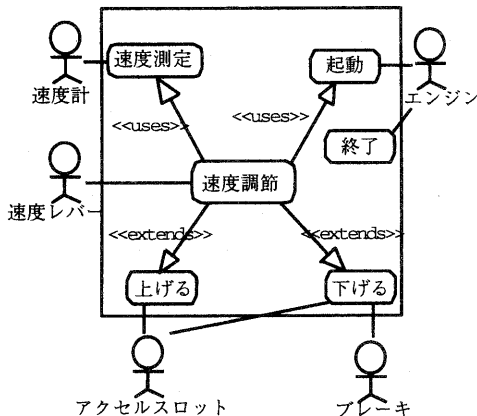 速度測定
起動
速度計
エンジン
<<uses>>
<<uses>>
終了
速度調節
速度レバー
<<extends>>
<<extends>>
上げる
下げる
アクセルスロット
ブレーキ